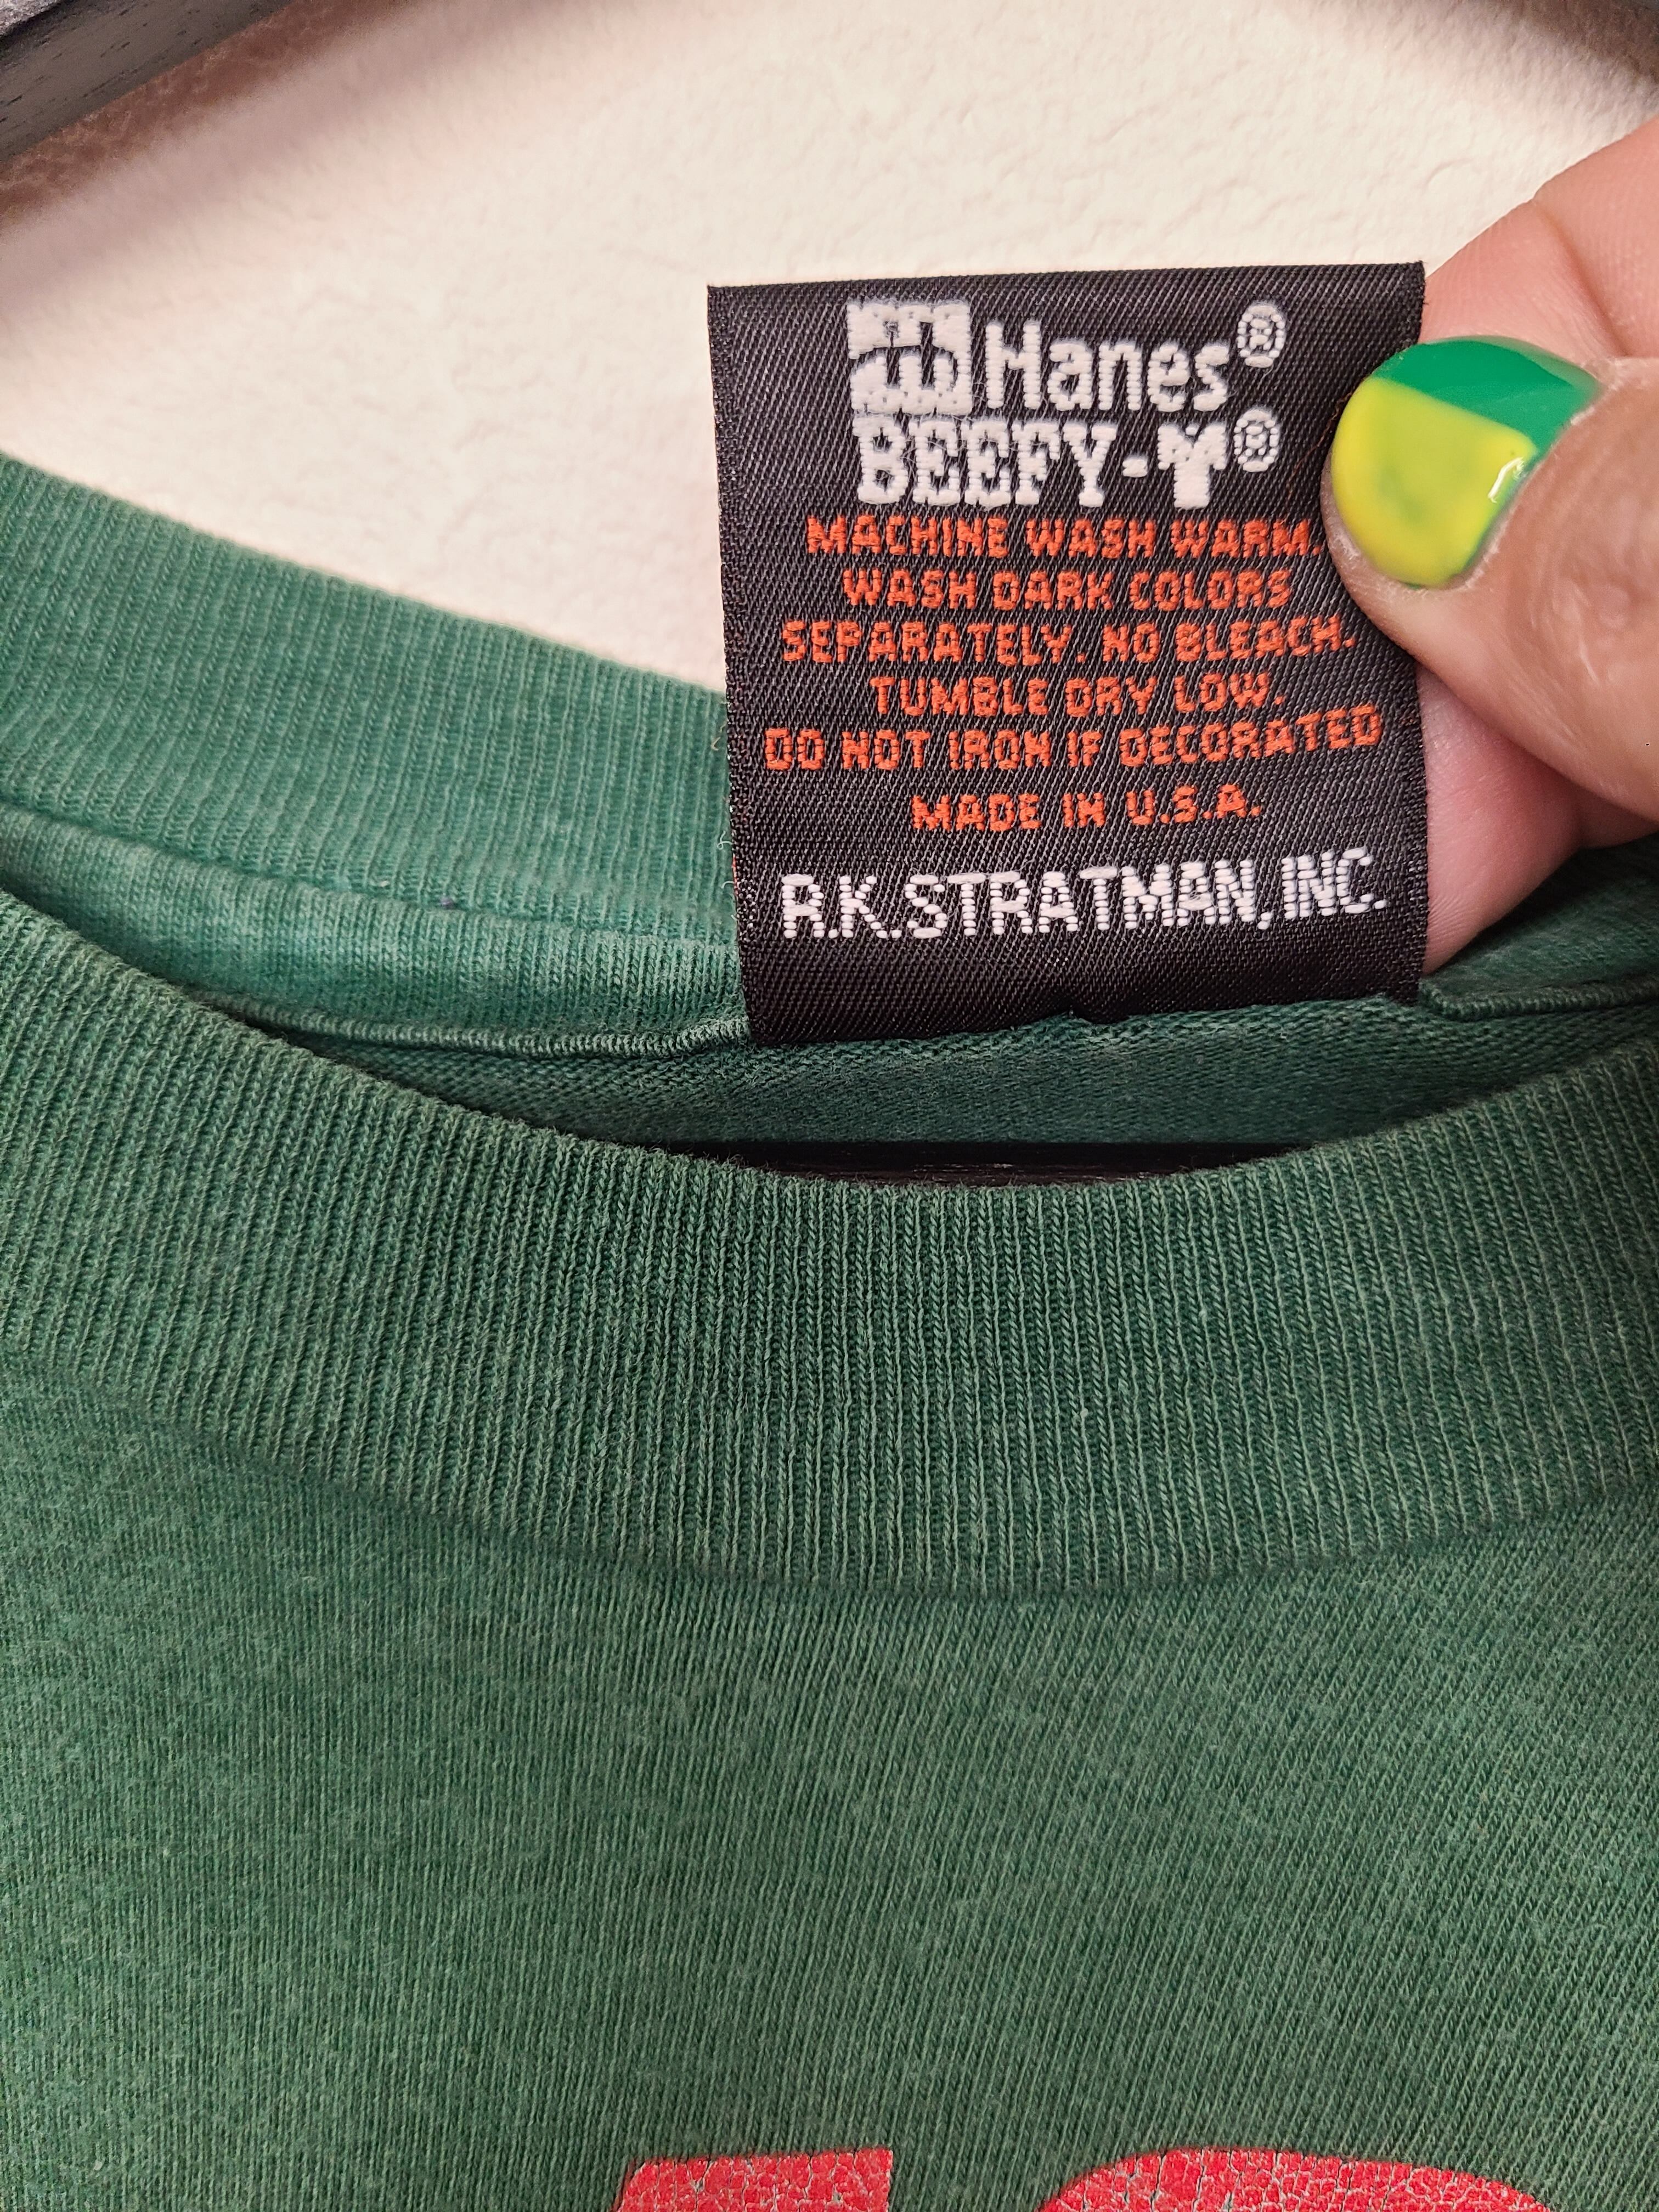 Hanes®
BEEFY-T®
MACHINE WASH WARM.
WASH DARK COLORS
SEPARATELY. NO BLEACH.
TUMBLE DRY LOW.
DO NOT IRON IF DECORATED
MADE IN U.S.A.
R.K. STRATMAN, INC.